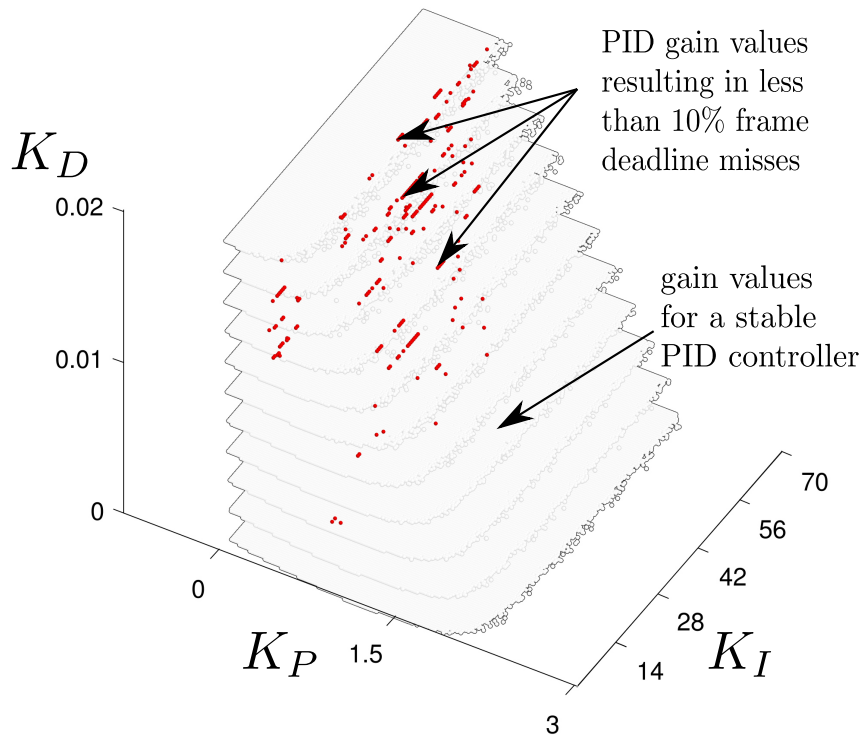 PID gain values
resulting in less
than 10% frame
deadline misses
K_D
0.02
gain values
for a stable
PID controller
0.01
70
0
56
42
0
28
K_P
1.5
K_I
14
3